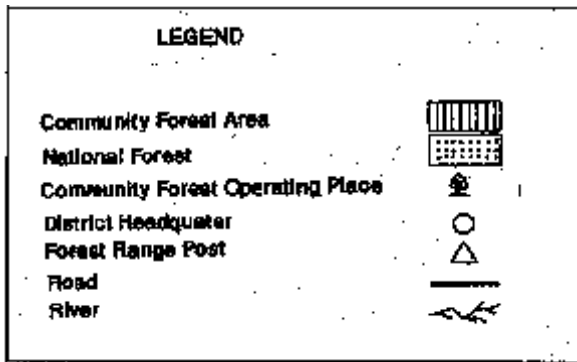 LEGEND
Community Forest Area
National Forest
Community Forest Operating Place
District Headquater
Forest Range Post
Road
River